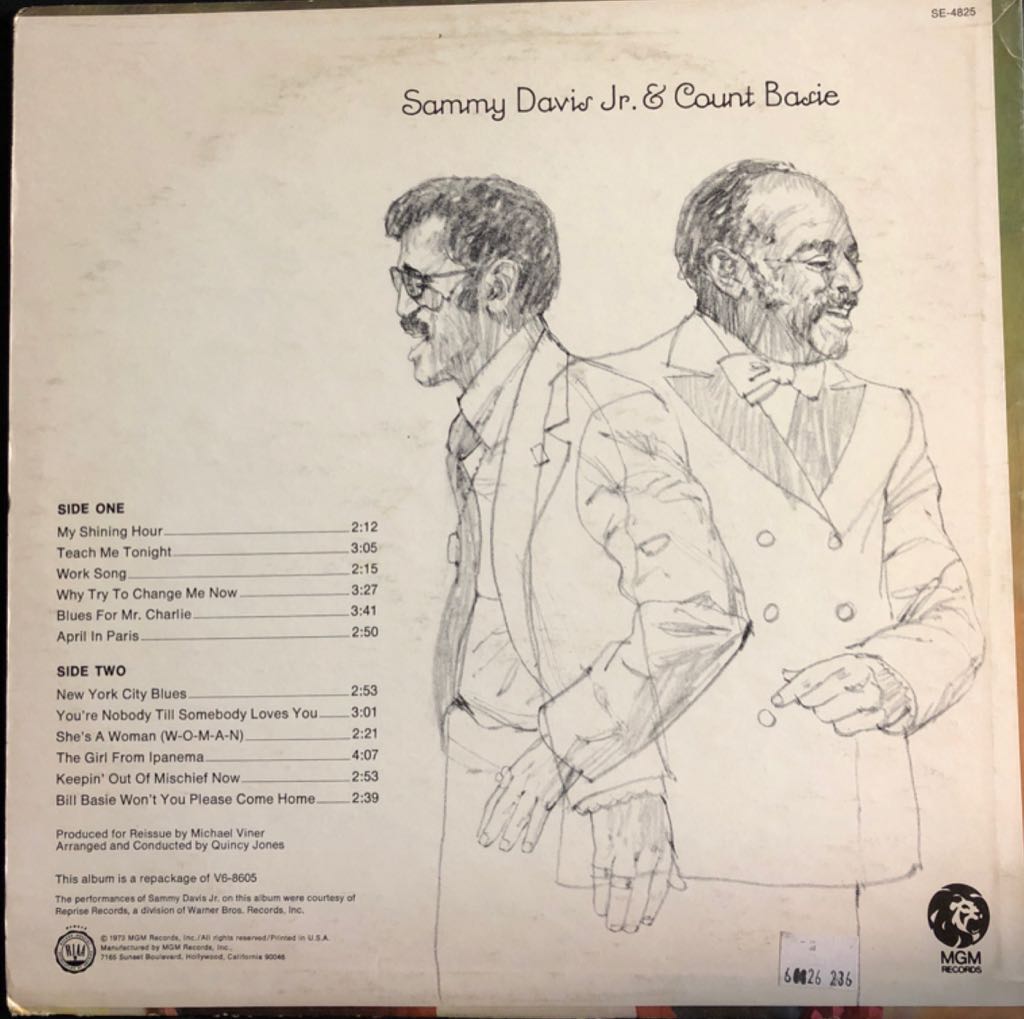 SE-4825
Sammy Davis Jr. & Count Basie
SIDE ONE
My Shining Hour 2:12
Teach Me Tonight 3:05
Work Song 2:15
Why Try To Change Me Now 3:27
Blues For Mr. Charlie 3:41
April In Paris 2:50
SIDE TWO
New York City Blues 2:53
You're Nobody Till Somebody Loves You 3:01
She's A Woman (W-O-M-A-N) 2:21
The Girl From Ipanema 4:07
Keepin' Out Of Mischief Now 2:53
Bill Basie Won't You Please Come Home 2:39
Produced for Reissue by Michael Viner
Arranged and Conducted by Quincy Jones
This album is a repackage of V6-8605
The performances of Sammy Davis Jr. on this album were courtesy of
Reprise Records, a division of Warner Bros. Records, Inc.
RIAA
© 1973 MGM Records, Inc./All rights reserved/Printed in U.S.A.
Manufactured by MGM Records, Inc.,
7165 Sunset Boulevard, Hollywood, California 90046
236
MGM
RECORDS